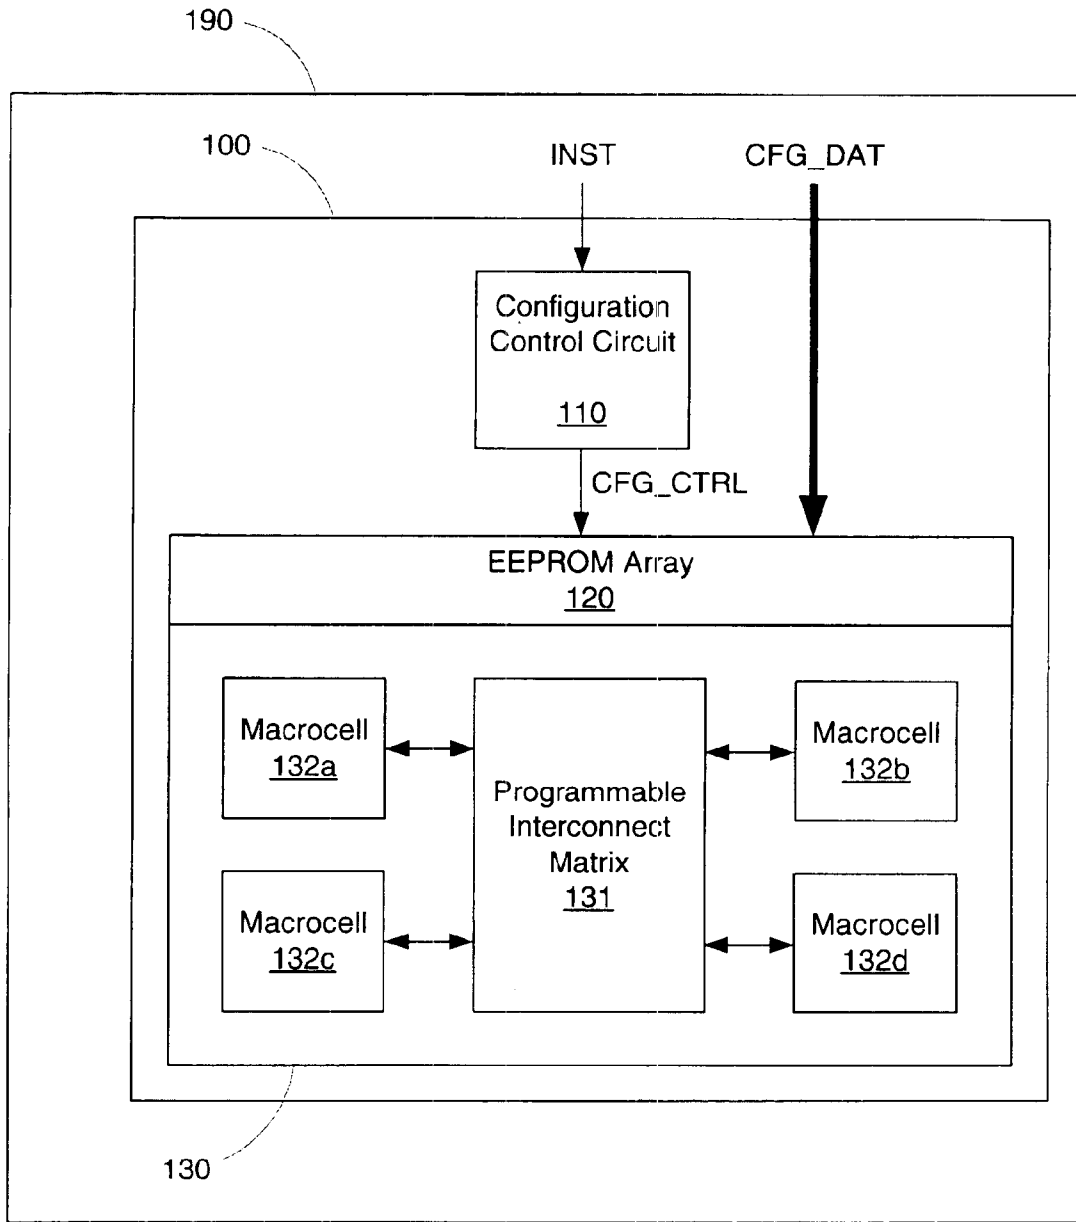 190
100
INST
CFG_DAT
Configuration
Control Circuit
110
CFG_CTRL
EEPROM Array
120
Macrocell
132a
Macrocell
132b
Programmable
Interconnect
Matrix
131
Macrocell
132c
Macrocell
132d
130